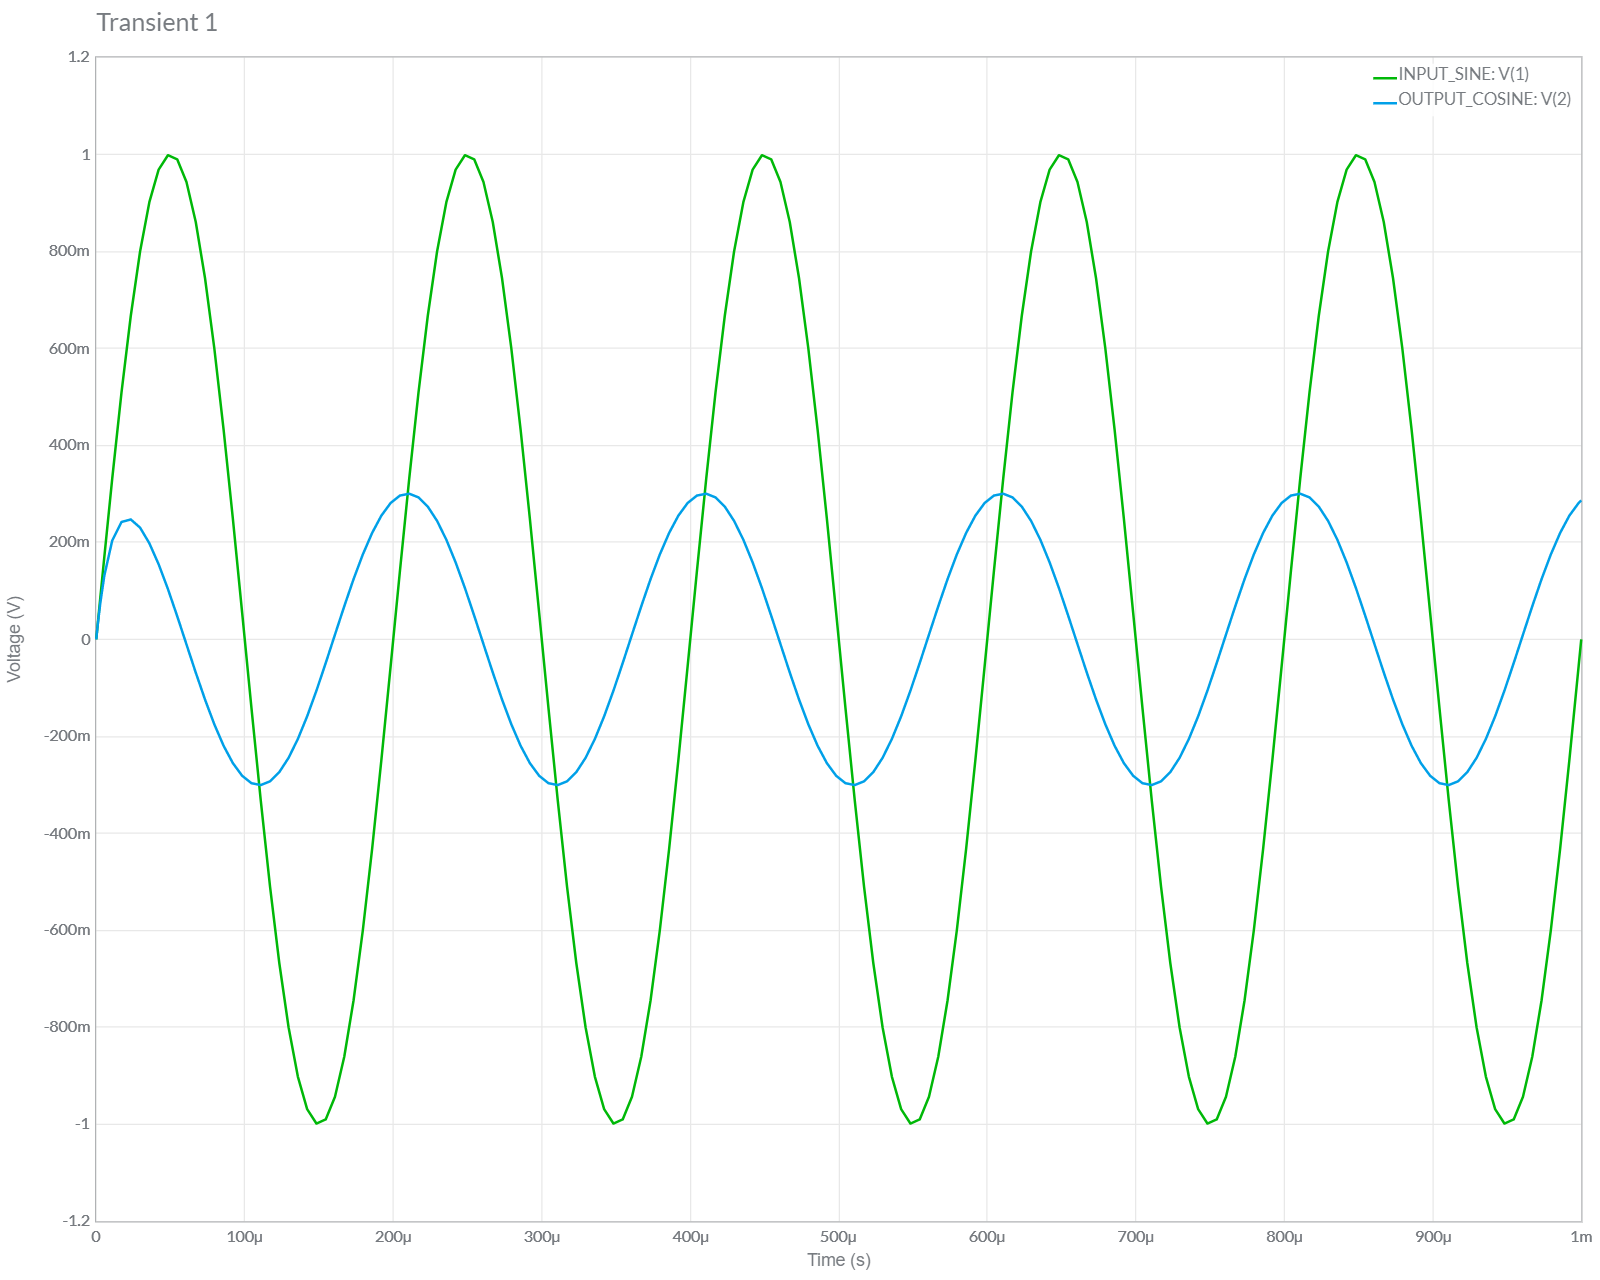 Transient 1
INPUT_SINE: V(1)
OUTPUT_COSINE: V(2)
1.2
1
800m
600m
400m
200m
0
-200m
-400m
-600m
-800m
-1
-1.2
Voltage (V)
0 100µ 200µ 300µ 400µ 500µ 600µ 700µ 800µ 900µ 1m
Time (s)